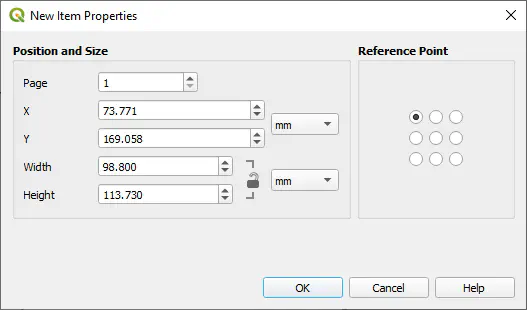 New Item Properties
Position and Size
Reference Point
Page 1
X 73.771
mm
Y 169.058
Width 98.800
mm
Height 113.730
OK Cancel Help